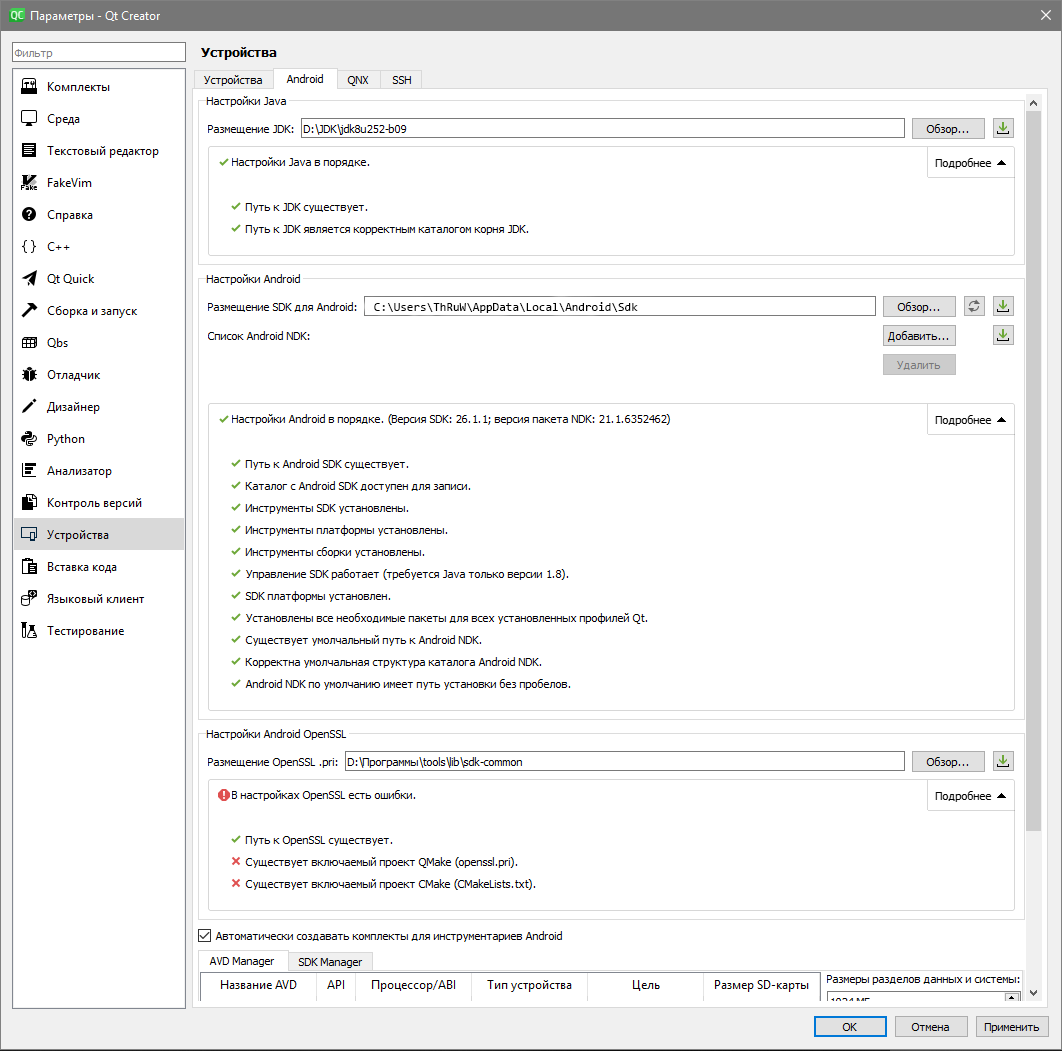 Параметры - Qt Creator
Фильтр
Комплекты
Среда
Текстовый редактор
FakeVim
Справка
C++
Qt Quick
Сборка и запуск
Qbs
Отладчик
Дизайнер
Python
Анализатор
Контроль версий
Устройства
Вставка кода
Языковый клиент
Тестирование
Устройства
Устройства Android QNX SSH
Настройки Java
Размещение JDK: D:\JDK\jdk8u252-b09 Обзор...
Настройки Java в порядке. Подробнее
Путь к JDK существует.
Путь к JDK является корректным каталогом корня JDK.
Настройки Android
Размещение SDK для Android: C:\Users\ThRuW\AppData\Local\Android\Sdk Обзор...
Список Android NDK: Добавить...
Удалить
Настройки Android в порядке. (Версия SDK: 26.1.1; версия пакета NDK: 21.1.6352462) Подробнее
Путь к Android SDK существует.
Каталог с Android SDK доступен для записи.
Инструменты SDK установлены.
Инструменты платформы установлены.
Инструменты сборки установлены.
Управление SDK работает (требуется Java только версии 1.8).
SDK платформы установлен.
Установлены все необходимые пакеты для всех установленных профилей Qt.
Существует умолчальный путь к Android NDK.
Корректна умолчальная структура каталога Android NDK.
Android NDK по умолчанию имеет путь установки без пробелов.
Настройки Android OpenSSL
Размещение OpenSSL .pri: D:\Программы\tools\lib\sdk-common Обзор...
В настройках OpenSSL есть ошибки. Подробнее
Путь к OpenSSL существует.
Существует включаемый проект QMake (openssl.pri).
Существует включаемый проект CMake (CMakeLists.txt).
Автоматически создавать комплекты для инструментариев Android
AVD Manager SDK Manager
Название AVD API Процессор/ABI Тип устройства Цель Размер SD-карты Размеры разделов данных и системы:
OK Отмена Применить